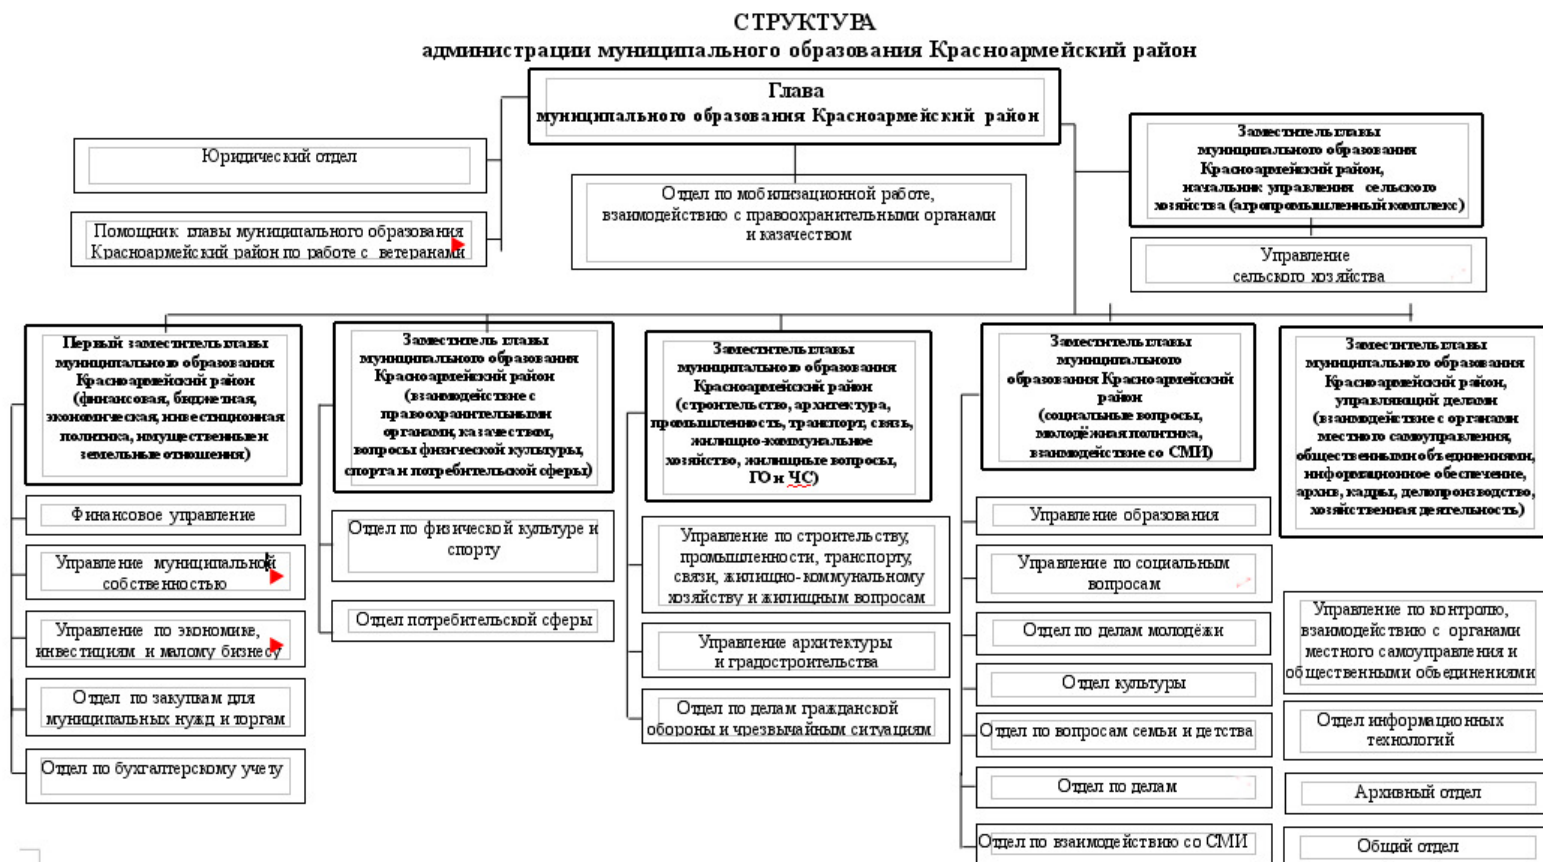 СТРУКТУРА
администрации муниципального образования Красноармейский район
Глава
муниципального образования Красноармейский район
Юридический отдел
Помощник главы муниципального образования
Красноармейский район по работе с ветеранами
Отдел по мобилизационной работе,
взаимодействию с правоохранительными органами
и казачеством
Заместитель главы
муниципального образования
Красноармейский район,
начальник управления сельского
хозяйства (агропромышленный комплекс)
Управление
сельского хозяйства
Первый заместитель главы
муниципального образования
Красноармейский район
(финансовая, бюджетная,
экономическая, инвестиционная
политика, имущественные и
земельные отношения)
Финансовое управление
Управление муниципальной
собственностью
Управление по экономике,
инвестициям и малому бизнесу
Отдел по закупкам для
муниципальных нужд и торгам
Отдел по бухгалтерскому учету
Заместитель главы
муниципального образования
Красноармейский район
(взаимодействие с
правоохранительными
органами, казачеством,
вопросы физической культуры,
спорта и потребительской сферы)
Отдел по физической культуре и
спорту
Отдел потребительской сферы
Заместитель главы
муниципального образования
Красноармейский район
(строительство, архитектура,
промышленность, транспорт, связь,
жилищно-коммунальное
хозяйство, жилищные вопросы,
ГО и ЧС)
Управление по строительству,
промышленности, транспорту,
связи, жилищно-коммунальному
хозяйству и жилищным вопросам
Управление архитектуры
и градостроительства
Отдел по делам гражданской
обороны и чрезвычайным ситуациям
Заместитель главы
муниципального
образования Красноармейский
район
(социальные вопросы,
молодёжная политика,
взаимодействие со СМИ)
Управление образования
Управление по социальным
вопросам
Отдел по делам молодёжи
Отдел культуры
Отдел по вопросам семьи и детства
Отдел по делам
Отдел по взаимодействию со СМИ
Заместитель главы
муниципального образования
Красноармейский район,
управляющий делами
(взаимодействие с органами
местного самоуправления,
общественными объединениями,
информационное обеспечение,
архив, кадры, делопроизводство,
хозяйственная деятельность)
Управление по контролю,
взаимодействию с органами
местного самоуправления и
общественными объединениями
Отдел информационных
технологий
Архивный отдел
Общий отдел